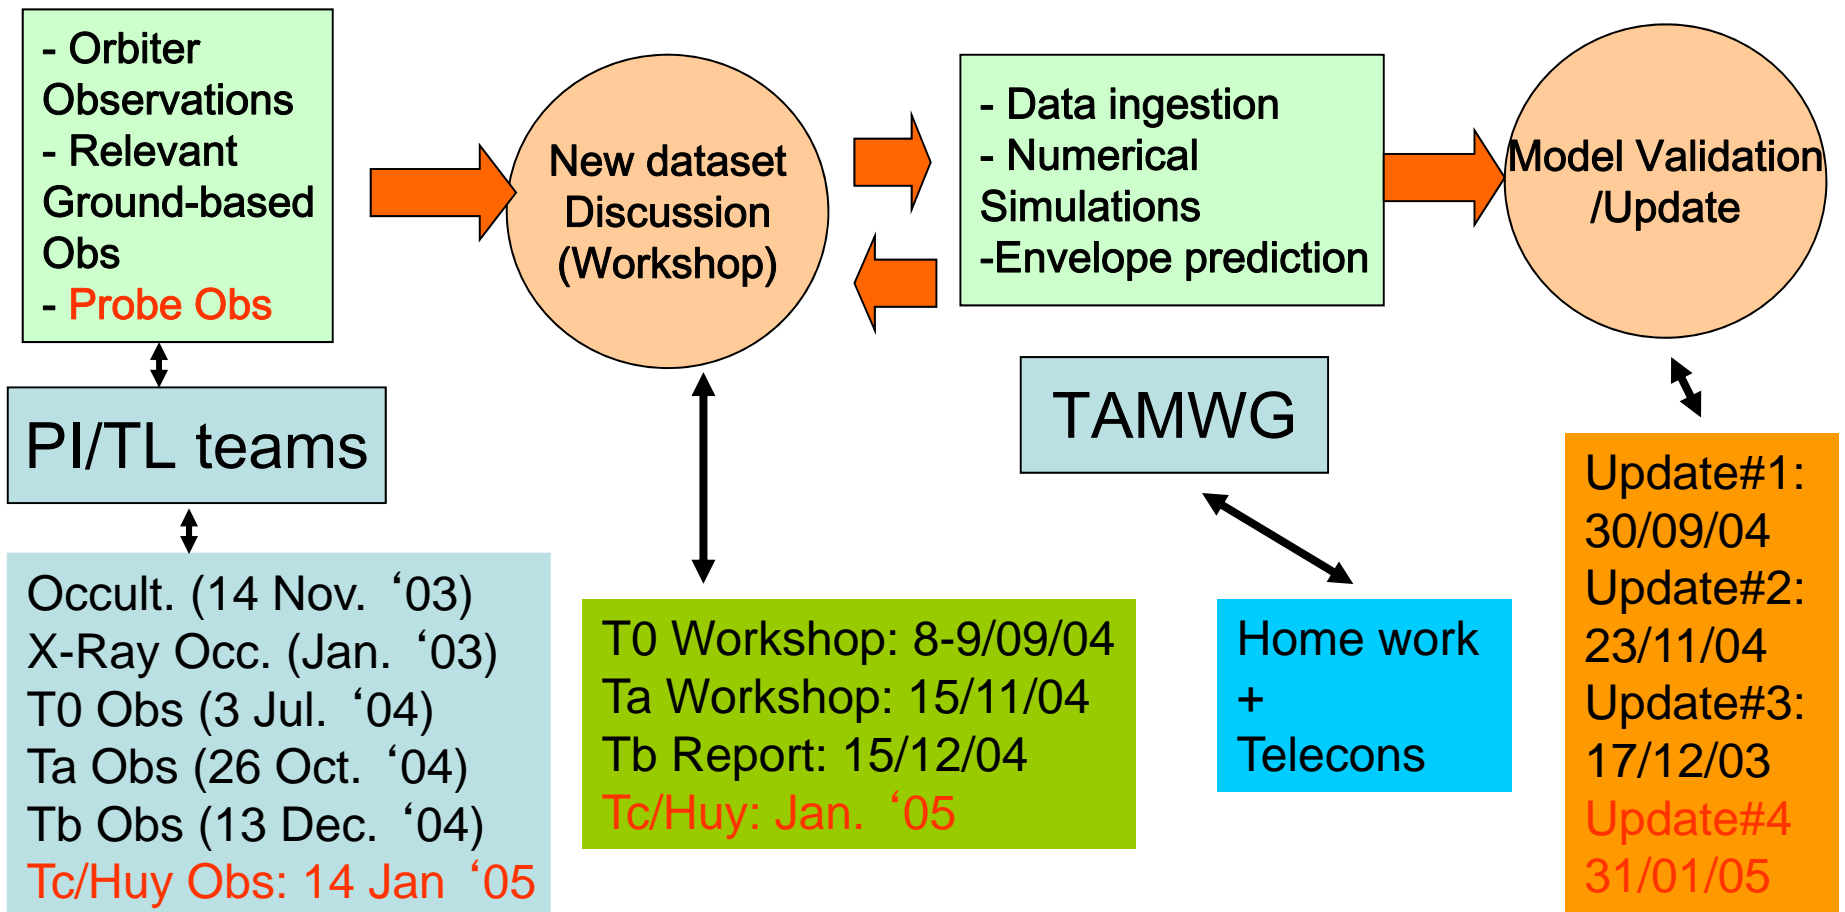 - Orbiter
Observations
- Relevant
Ground-based
Obs
- Probe Obs
New dataset
Discussion
(Workshop)
- Data ingestion
- Numerical
Simulations
-Envelope prediction
Model Validation
/Update
PI/TL teams
TAMWG
Occult. (14 Nov. ‘03)
X-Ray Occ. (Jan. ‘03)
T0 Obs (3 Jul. ‘04)
Ta Obs (26 Oct. ‘04)
Tb Obs (13 Dec. ‘04)
Tc/Huy Obs: 14 Jan ‘05
T0 Workshop: 8-9/09/04
Ta Workshop: 15/11/04
Tb Report: 15/12/04
Tc/Huy: Jan. ‘05
Home work
+
Telecons
Update#1:
30/09/04
Update#2:
23/11/04
Update#3:
17/12/03
Update#4
31/01/05